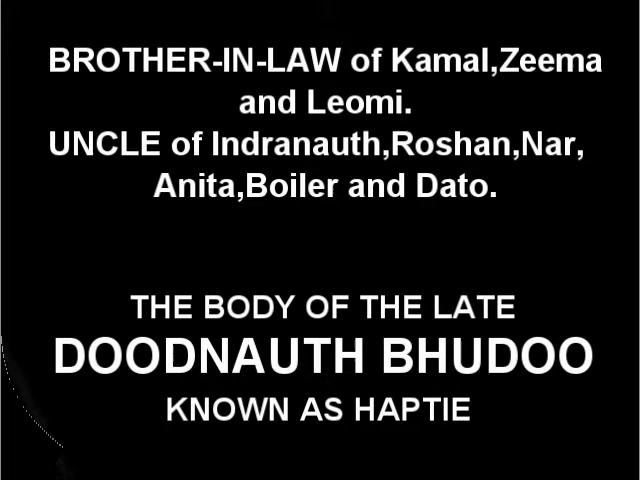 BROTHER-IN-LAW of Kamal,Zeema
and Leomi.
UNCLE of Indranauth,Roshan,Nar,
Anita,Boiler and Dato.
THE BODY OF THE LATE
DOODNAUTH BHUDOO
KNOWN AS HAPTIE